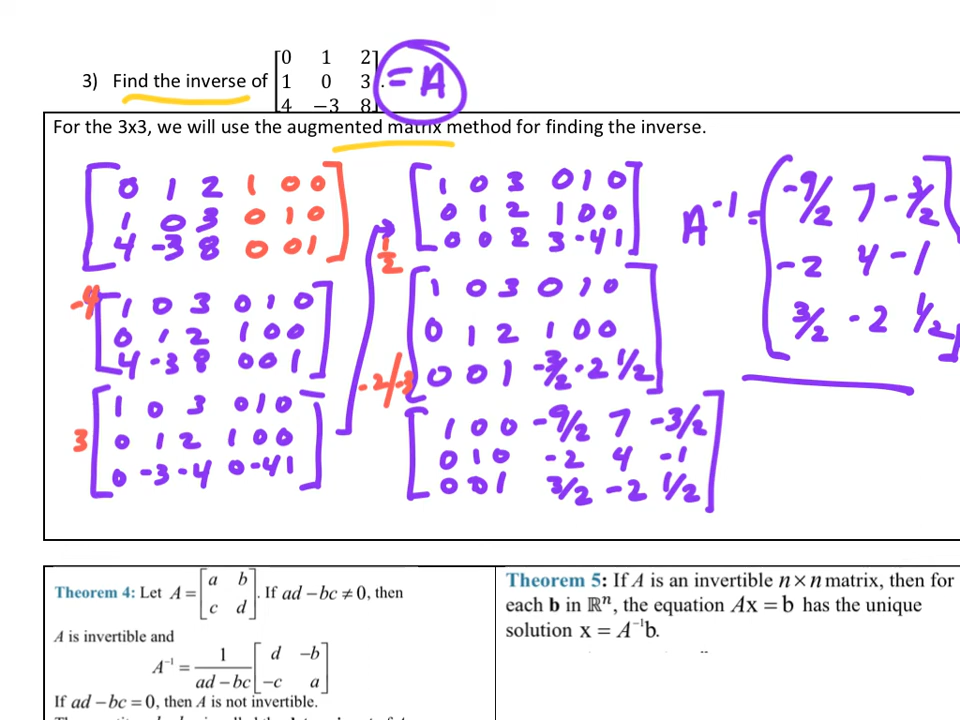 3) Find the inverse of [0 1 2]
[1 0 3]. = A
[4 −3 8]
For the 3x3, we will use the augmented matrix method for finding the inverse.
0 1 2 1 0 0
1 0 3 0 1 0
4 -3 8 0 0 1
-4
1 0 3 0 1 0
0 1 2 1 0 0
4 -3 8 0 0 1
1 0 3 0 1 0
3 0 1 2 1 0 0
0 -3 -4 0 -4 1
1 0 3 0 1 0
0 1 2 1 0 0
1/2 0 0 2 3 -4 1
1 0 3 0 1 0
0 1 2 1 0 0
-2/-3 0 0 1 -3/2 -2 1/2
1 0 0 -9/2 7 -3/2
0 1 0 -2 4 -1
0 0 1 3/2 -2 1/2
A^-1 = -9/2 7 -3/2
-2 4 -1
3/2 -2 1/2
Theorem 4: Let A = [a b]
[c d]. If ad − bc ≠ 0, then
A is invertible and
A^-1 = 1/(ad − bc) [d −b]
[−c a]
If ad − bc = 0, then A is not invertible.
Theorem 5: If A is an invertible n × n matrix, then for
each b in ℝⁿ, the equation Ax = b has the unique
solution x = A⁻¹b.